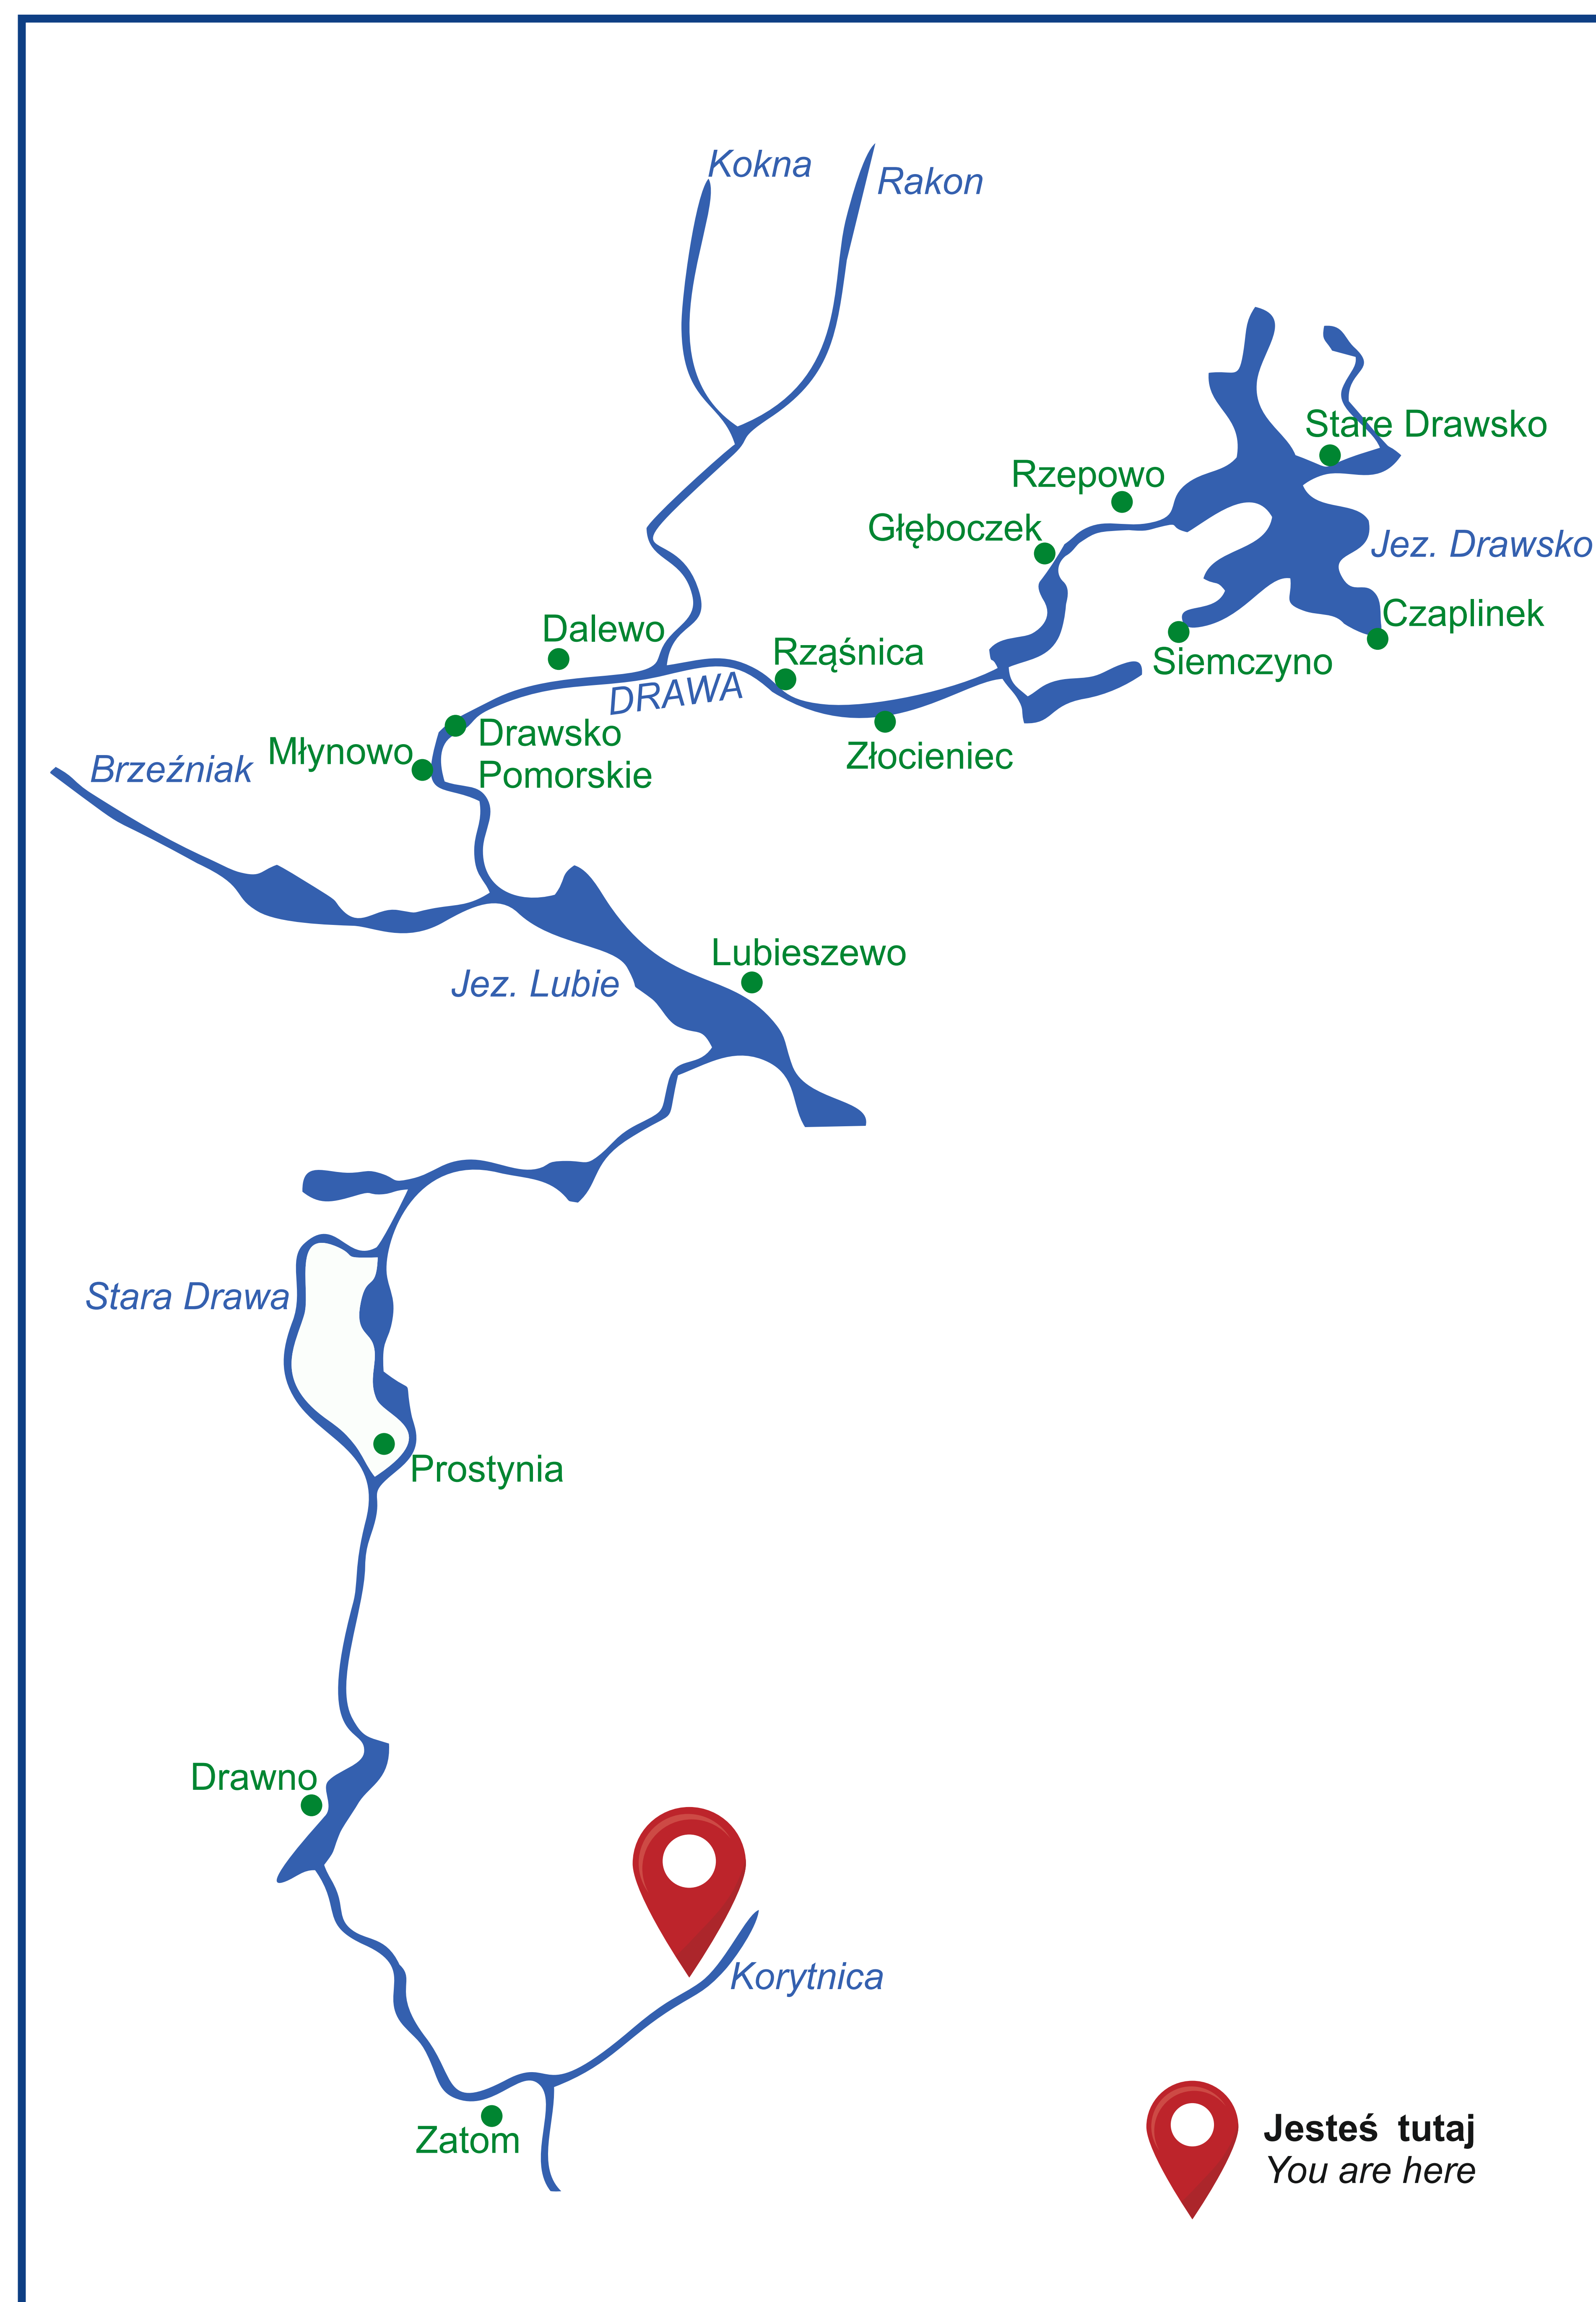 Kokna
Rakon
Stare Drawsko
Rzepowo
Głęboczek
Jez. Drawsko
Czaplinek
Dalewo
Rząśnica
Siemczyno
DRAWA
Drawsko
Pomorskie
Młynowo
Złocieniec
Brzeźniak
Lubieszewo
Jez. Lubie
Stara Drawa
Prostynia
Drawno
Korytnica
Zatom
Jesteś tutaj
You are here